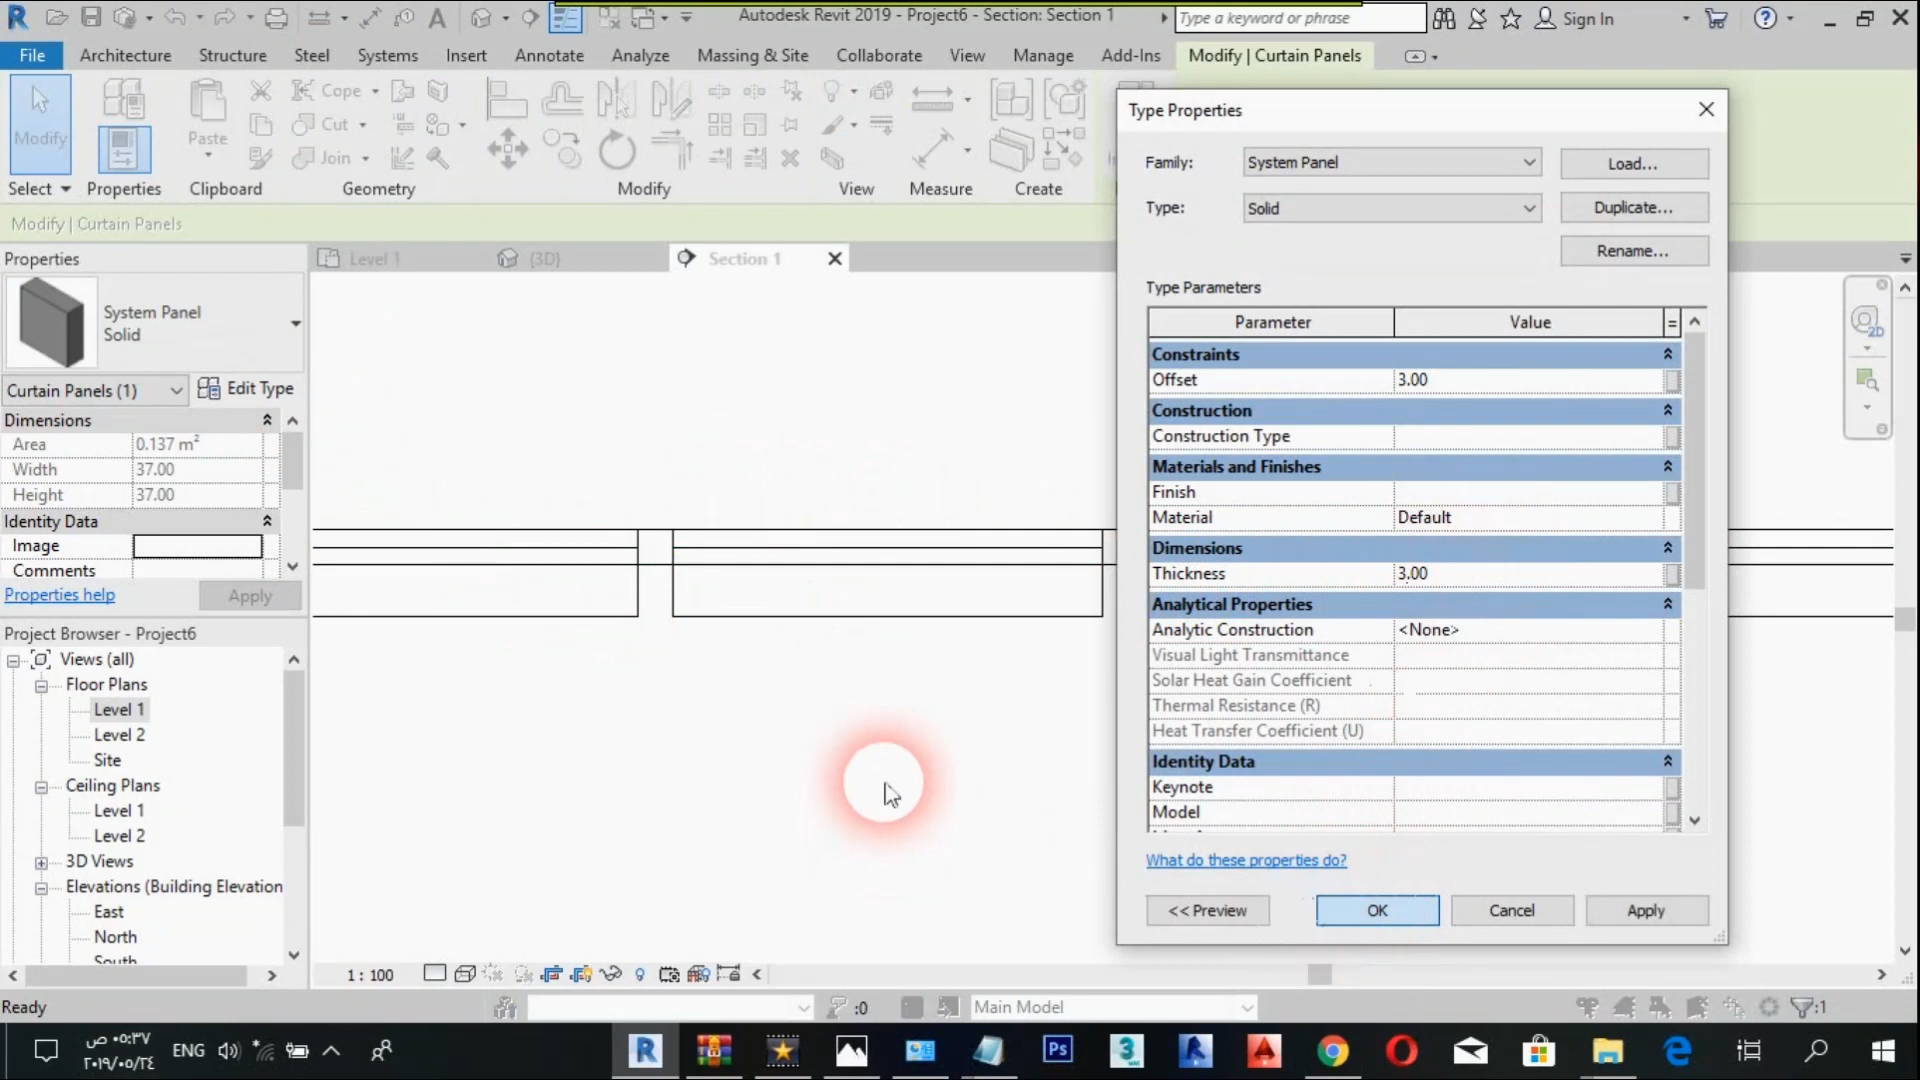 Autodesk Revit 2019 - Project6 - Section: Section 1
Type a keyword or phrase
Sign In
File
Architecture
Structure
Steel
Systems
Insert
Annotate
Analyze
Massing & Site
Collaborate
View
Manage
Add-Ins
Modify | Curtain Panels
Modify
Paste
Cope
Cut
Join
Select
Properties
Clipboard
Geometry
Modify
View
Measure
Create
Modify | Curtain Panels
Properties
System Panel
Solid
Curtain Panels (1)
Edit Type
Dimensions
Area 0.137 m²
Width 37.00
Height 37.00
Identity Data
Image
Comments
Properties help
Apply
Project Browser - Project6
Views (all)
Floor Plans
Level 1
Level 2
Site
Ceiling Plans
Level 1
Level 2
3D Views
Elevations (Building Elevation
East
North
South
Level 1
{3D}
Section 1
2D
Type Properties
Family: System Panel
Load...
Type: Solid
Duplicate...
Rename...
Type Parameters
Parameter Value =
Constraints
Offset 3.00
Construction
Construction Type
Materials and Finishes
Finish
Material Default
Dimensions
Thickness 3.00
Analytical Properties
Analytic Construction <None>
Visual Light Transmittance
Solar Heat Gain Coefficient
Thermal Resistance (R)
Heat Transfer Coefficient (U)
Identity Data
Keynote
Model
What do these properties do?
<< Preview
OK
Cancel
Apply
1 : 100
Ready
:0
Main Model
:1
٠٥:٣٧ ص
٢٠١٩/٠٥/٢٤
ENG
Ps